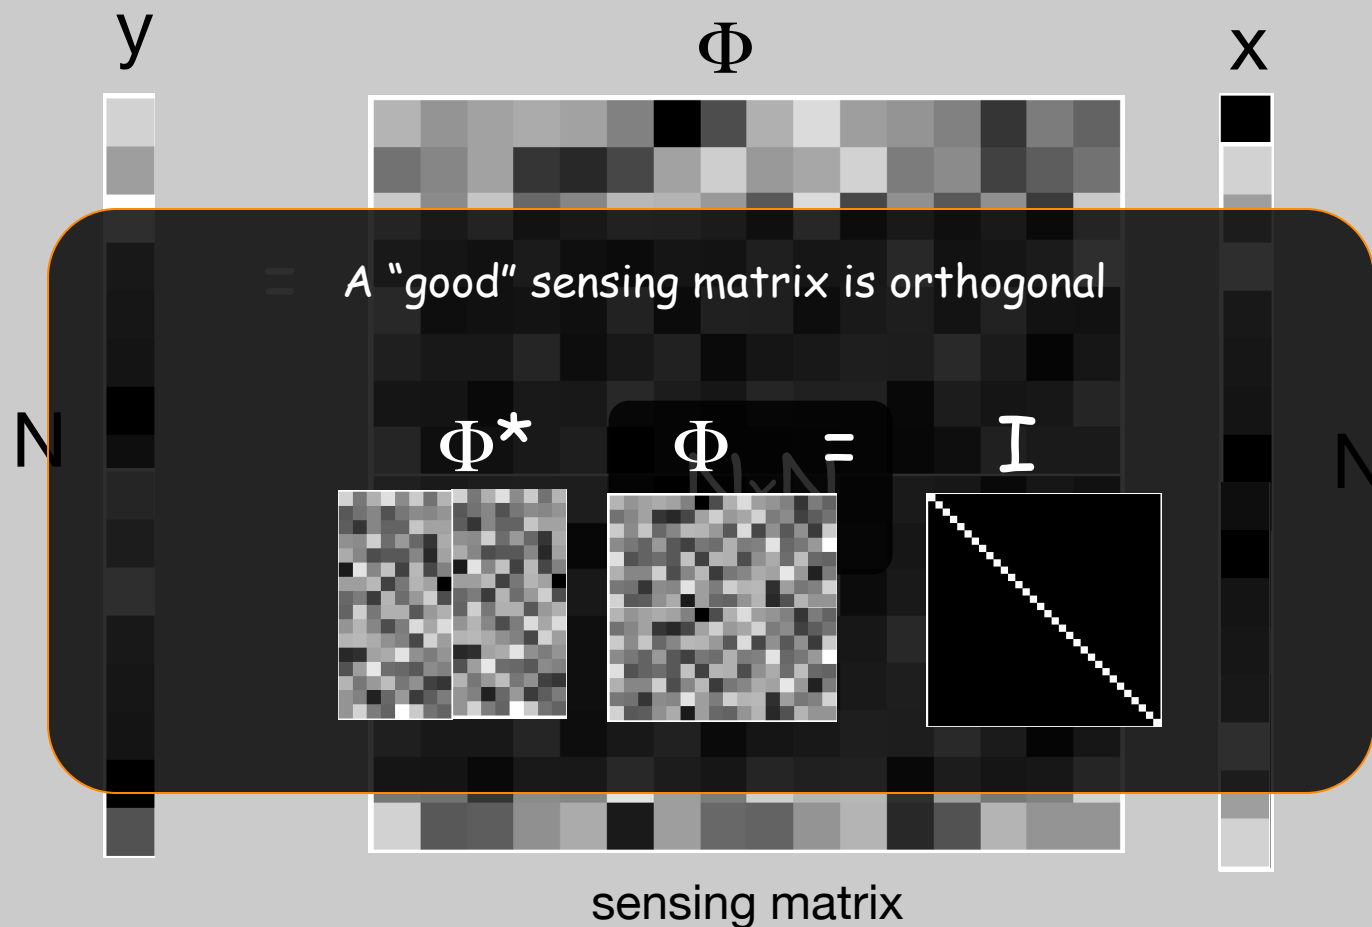 y Φ x
= A “good” sensing matrix is orthogonal
N N
Φ* Φ = I
N×N
sensing matrix